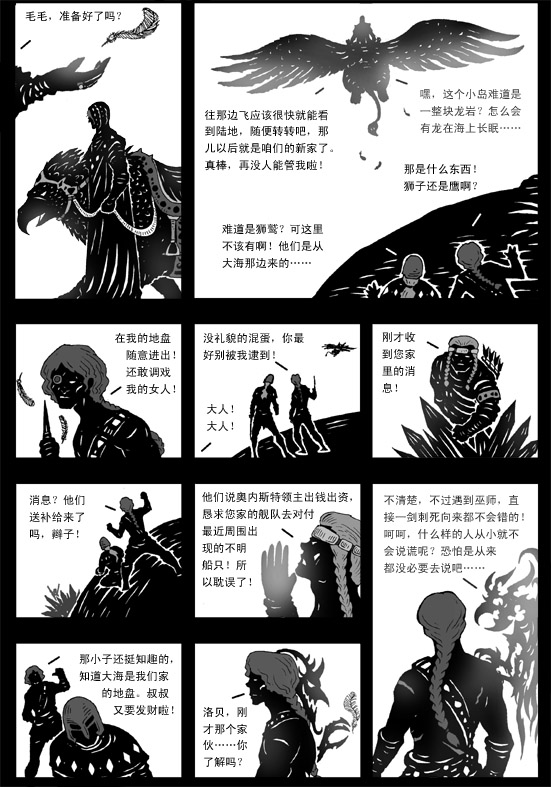 毛毛，准备好了吗？
往那边飞应该很快就能看
到陆地，随便转转吧，那
儿以后就是咱们的新家了。
真棒，再没人能管我啦！
嘿，这个小岛难道是
一整块龙岩？怎么会
有龙在海上长眠……
那是什么东西！
狮子还是鹰啊？
难道是狮鹫？可这里
不该有啊！他们是从
大海那边来的……
在我的地盘
随意进出！
还敢调戏
我的女人！
没礼貌的混蛋，你最
好别被我逮到！
大人！
大人！
刚才收
到您家
里的消
息！
消息？他们
送补给来了
吗，辫子！
他们说奥内斯特领主出钱出资，
恳求您家的舰队去对付
最近周围出
现的不明
船只！所
以耽误了！
不清楚，不过遇到巫师，直
接一剑刺死向来都不会错的！
呵呵，什么样的人从小就不
会说谎呢？恐怕是从来
都没必要去说吧……
那小子还挺知趣的，
知道大海是我们家
的地盘。叔叔
又要发财啦！
洛贝，刚
才那个家
伙……你
了解吗？